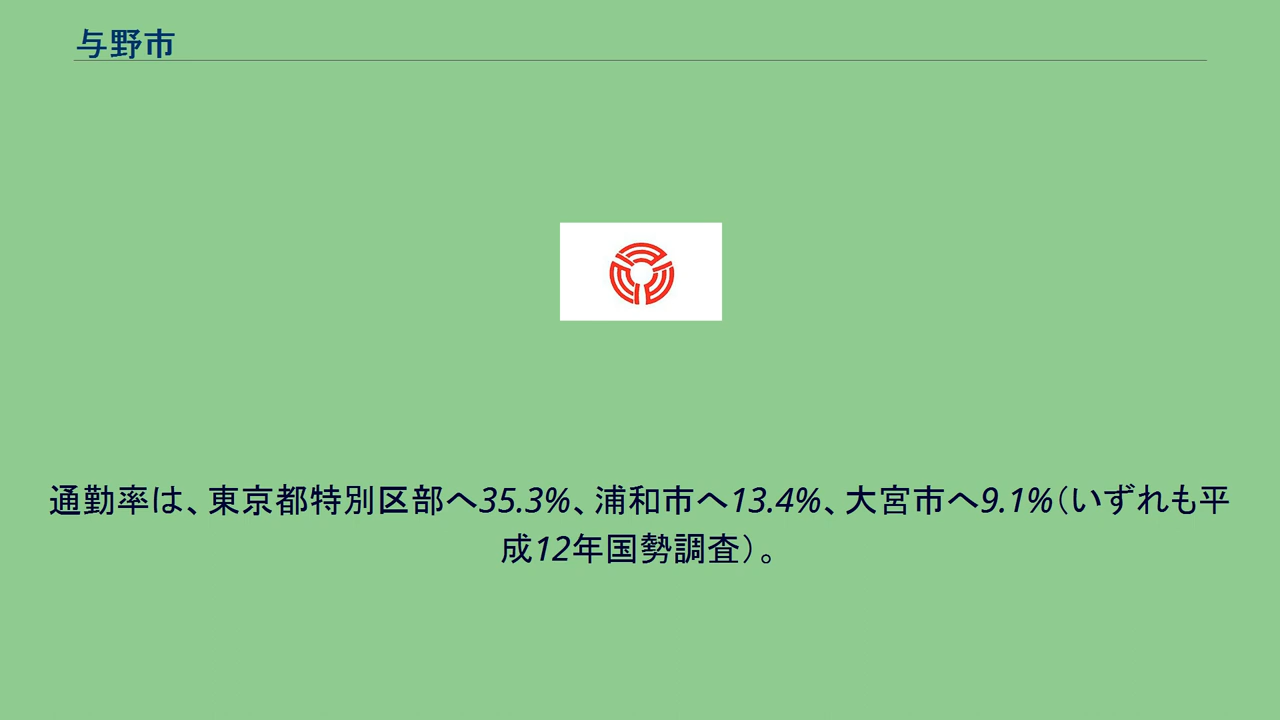 与野市
通勤率は、東京都特別区部へ35.3%、浦和市へ13.4%、大宮市へ9.1%（いずれも平
成12年国勢調査）。